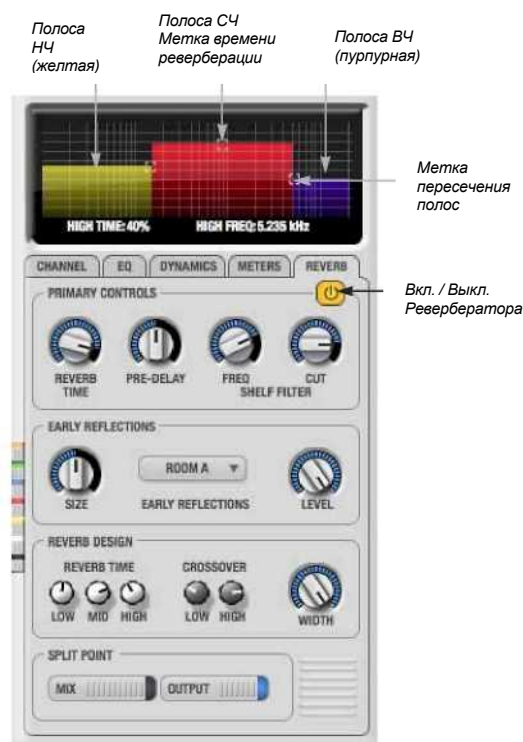 Полоса
НЧ
(желтая)
Полоса СЧ
Метка времени
реверберации
Полоса ВЧ
(пурпурная)
Метка
пересечения
полос
HIGH TIME: 40% HIGH FREQ: 5.235 kHz
CHANNEL EQ DYNAMICS METERS REVERB
PRIMARY CONTROLS
Вкл. / Выкл.
Ревербератора
REVERB
TIME
PRE-DELAY
FREQ CUT
SHELF FILTER
EARLY REFLECTIONS
ROOM A
SIZE EARLY REFLECTIONS LEVEL
REVERB DESIGN
REVERB TIME CROSSOVER
LOW MID HIGH LOW HIGH WIDTH
SPLIT POINT
MIX OUTPUT